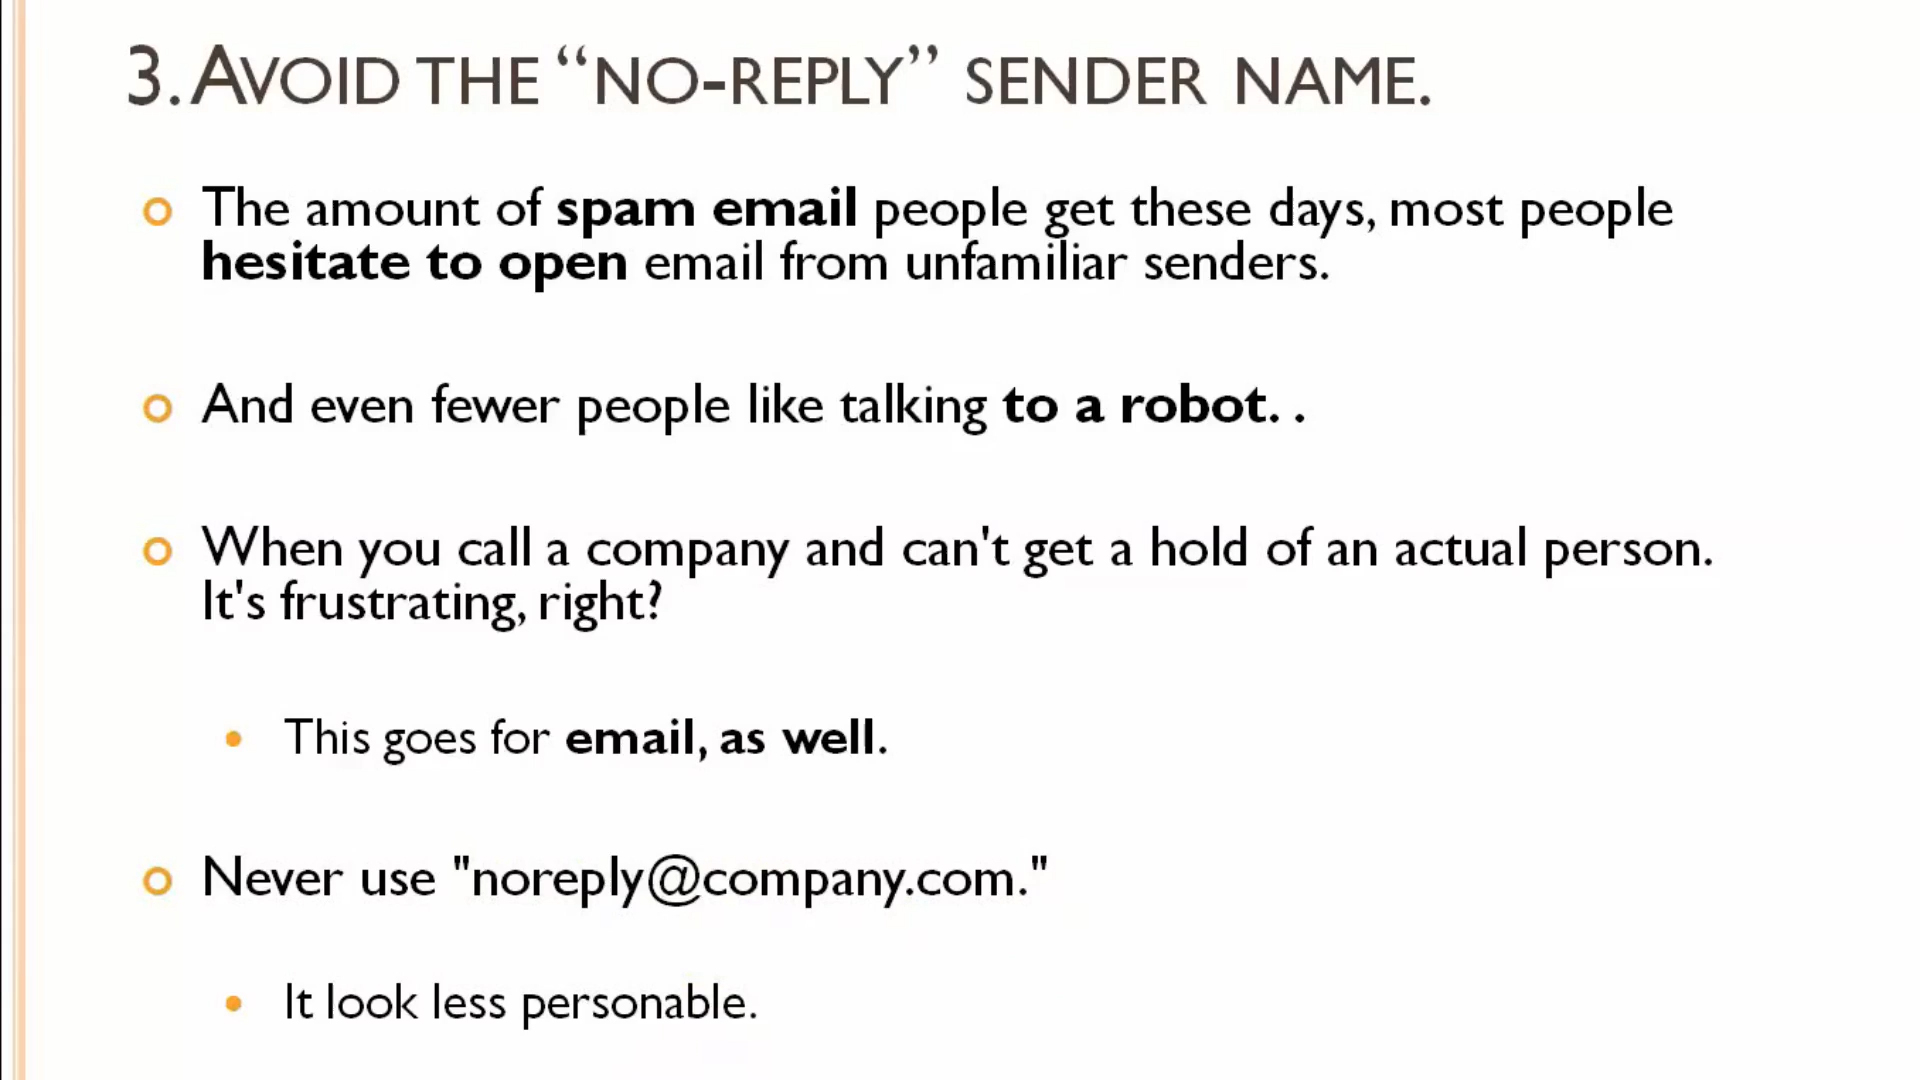 3. AVOID THE “NO-REPLY” SENDER NAME.
The amount of spam email people get these days, most people
hesitate to open email from unfamiliar senders.
And even fewer people like talking to a robot. .
When you call a company and can't get a hold of an actual person.
It's frustrating, right?
This goes for email, as well.
Never use "noreply@company.com."
It look less personable.